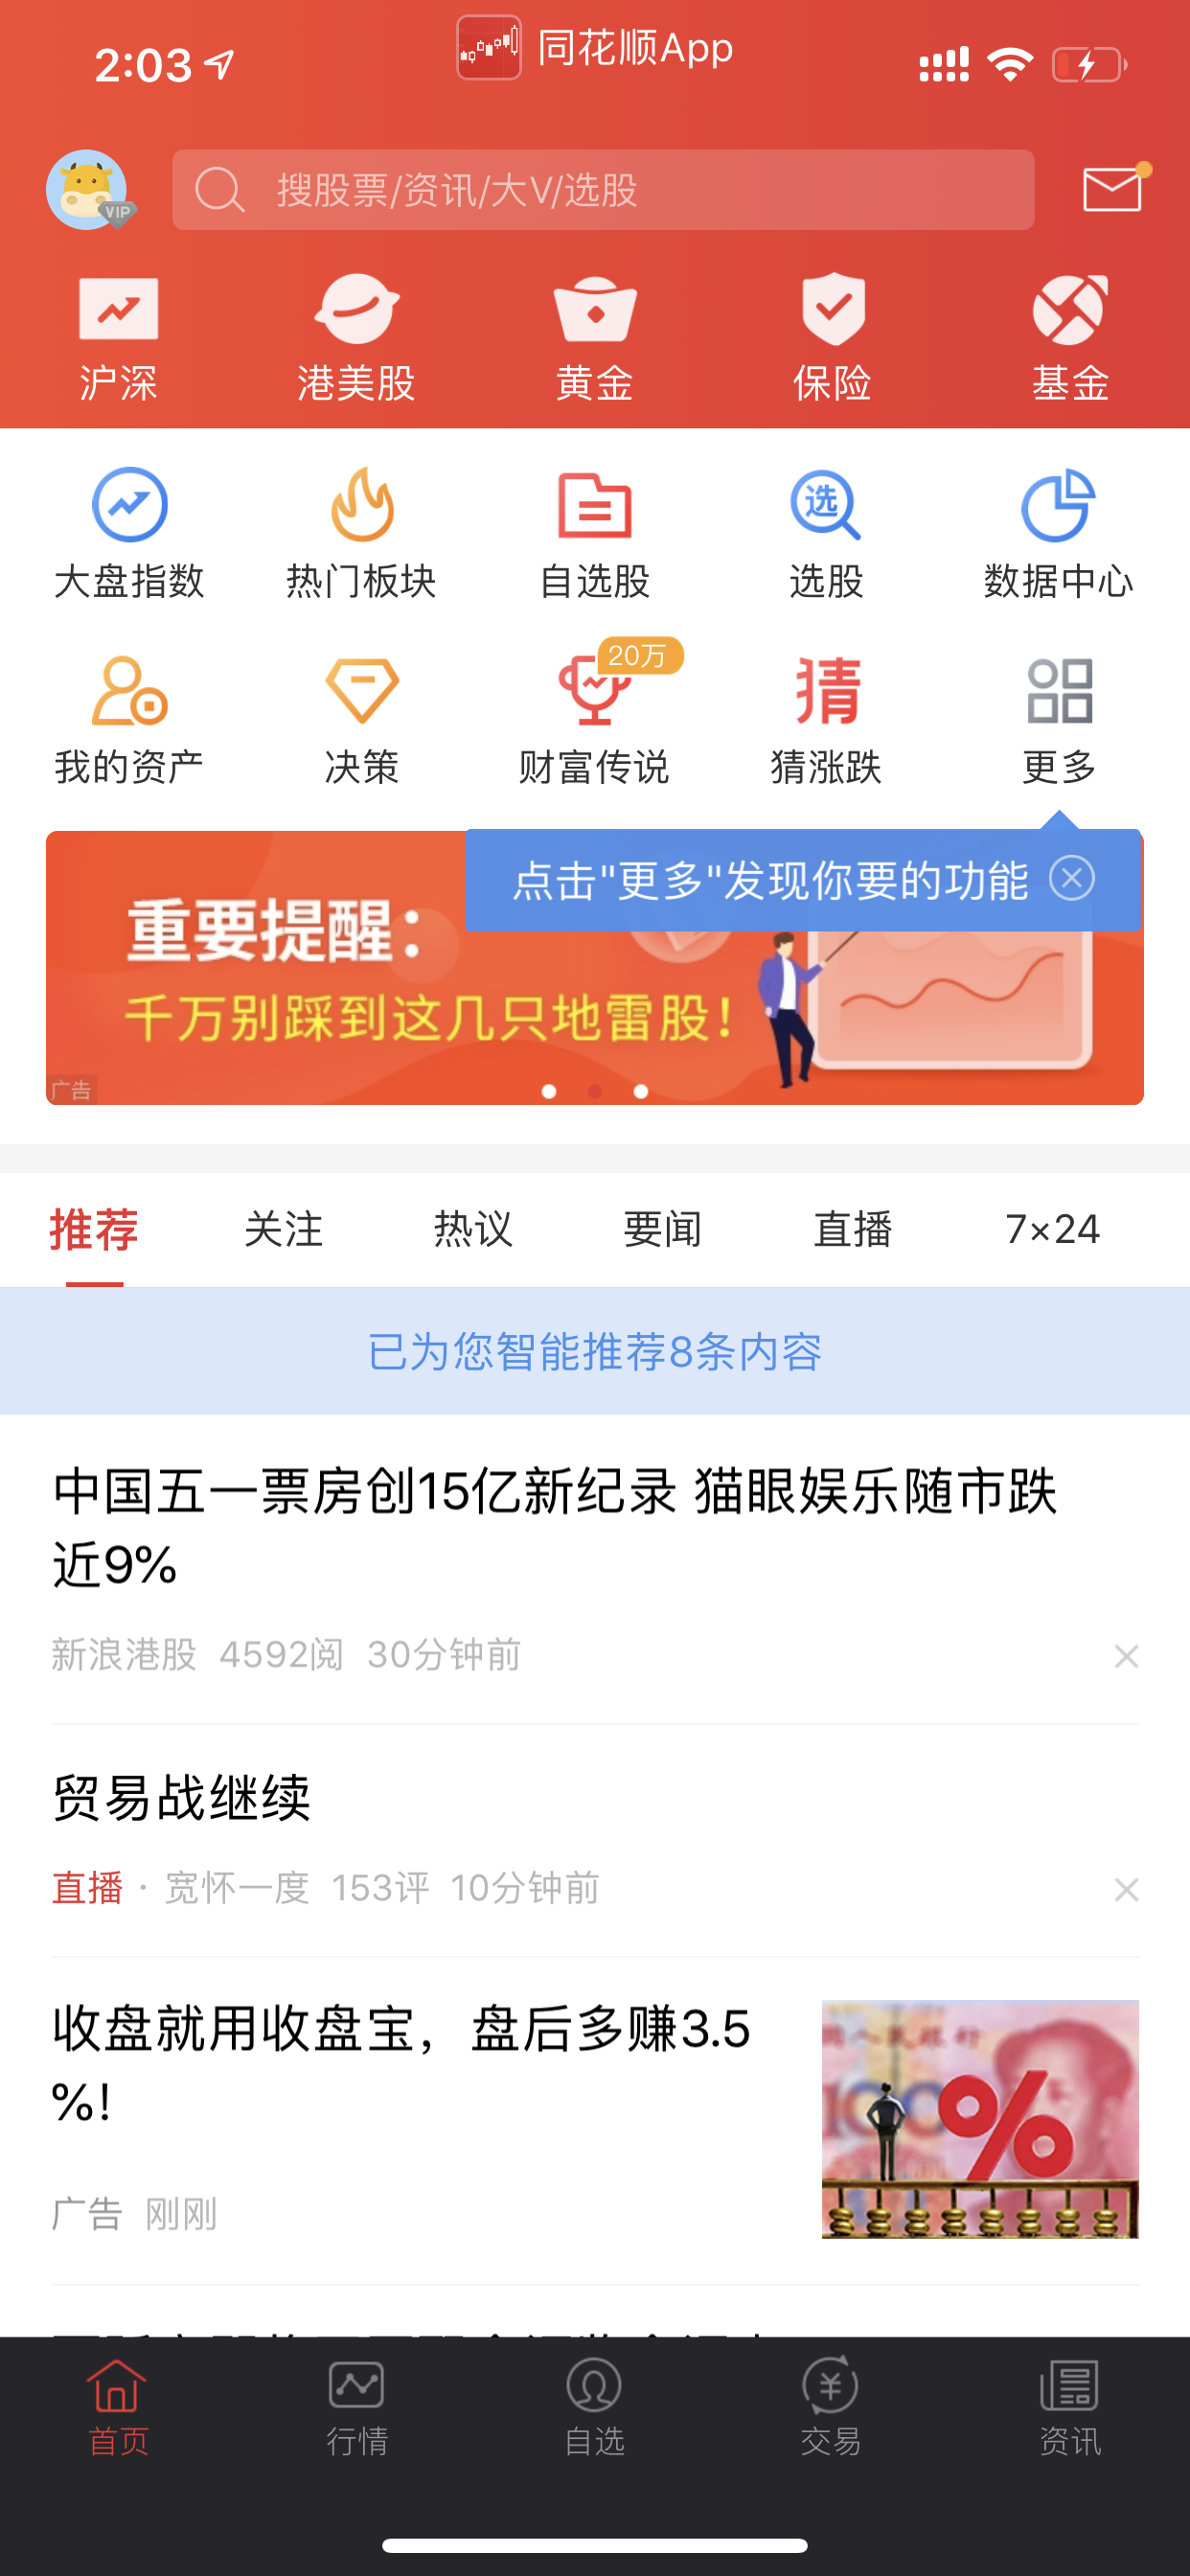 2:03
同花顺App
VIP
搜股票/资讯/大V/选股
沪深 港美股 黄金 保险 基金
选
大盘指数 热门板块 自选股 选股 数据中心
20万
猜
我的资产 决策 财富传说 猜涨跌 更多
点击"更多"发现你要的功能
重要提醒：
千万别踩到这几只地雷股！
广告
推荐 关注 热议 要闻 直播 7×24
已为您智能推荐8条内容
中国五一票房创15亿新纪录 猫眼娱乐随市跌
近9%
新浪港股 4592阅 30分钟前
贸易战继续
直播 · 宽怀一度 153评 10分钟前
收盘就用收盘宝，盘后多赚3.5
%!
%
广告 刚刚
首页 行情 自选 交易 资讯